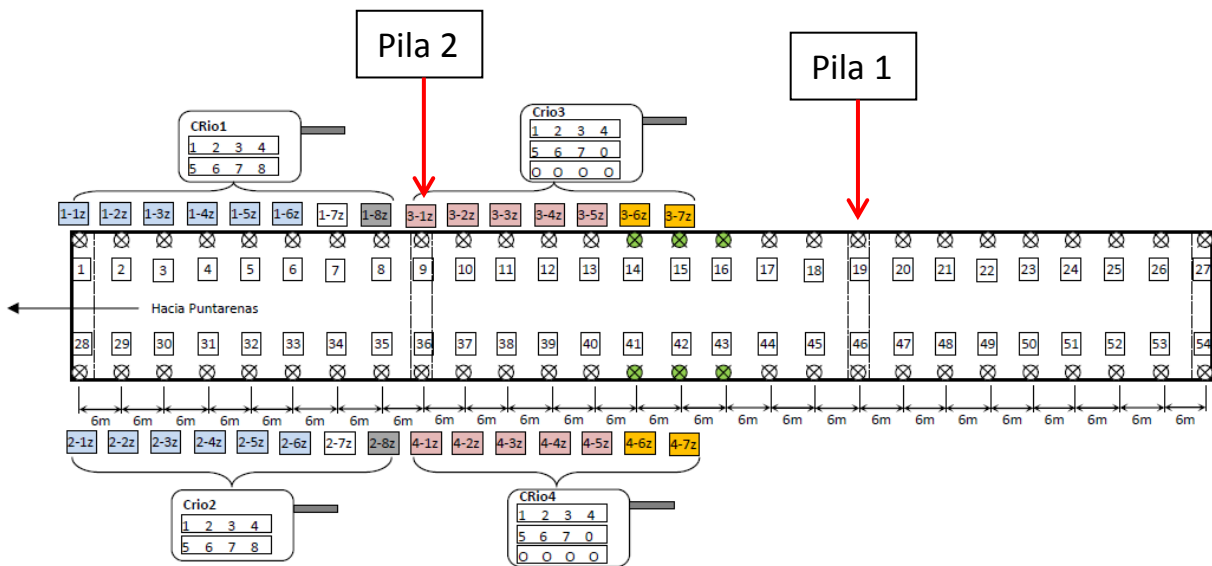 Pila 2
Pila 1
CRio1
1 2 3 4
5 6 7 8
Crio3
1 2 3 4
5 6 7 0
O O O O
1-1z 1-2z 1-3z 1-4z 1-5z 1-6z 1-7z 1-8z 3-1z 3-2z 3-3z 3-4z 3-5z 3-6z 3-7z
1 2 3 4 5 6 7 8 9 10 11 12 13 14 15 16 17 18 19 20 21 22 23 24 25 26 27
Hacia Puntarenas
28 29 30 31 32 33 34 35 36 37 38 39 40 41 42 43 44 45 46 47 48 49 50 51 52 53 54
6m 6m 6m 6m 6m 6m 6m 6m 6m 6m 6m 6m 6m 6m 6m 6m 6m 6m 6m 6m 6m 6m 6m 6m 6m 6m
2-1z 2-2z 2-3z 2-4z 2-5z 2-6z 2-7z 2-8z 4-1z 4-2z 4-3z 4-4z 4-5z 4-6z 4-7z
Crio2
1 2 3 4
5 6 7 8
CRio4
1 2 3 4
5 6 7 0
O O O O